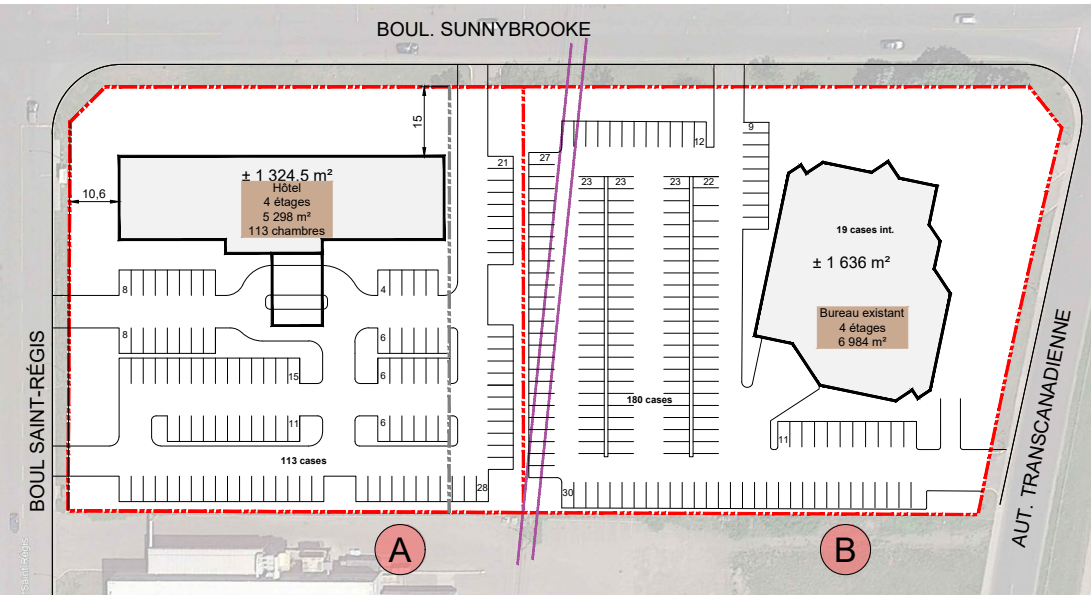 BOUL. SUNNYBROOKE
15
10,6
± 1 324.5 m²
Hôtel
4 étages
5 298 m²
113 chambres
21
27
12
9
23
23
23
22
19 cases int.
± 1 636 m²
Bureau existant
4 étages
6 984 m²
8
4
8
6
15
6
11
6
113 cases
28
180 cases
30
11
BOUL SAINT-RÉGIS
AUT. TRANSCANADIENNE
A
B
Saint Régis